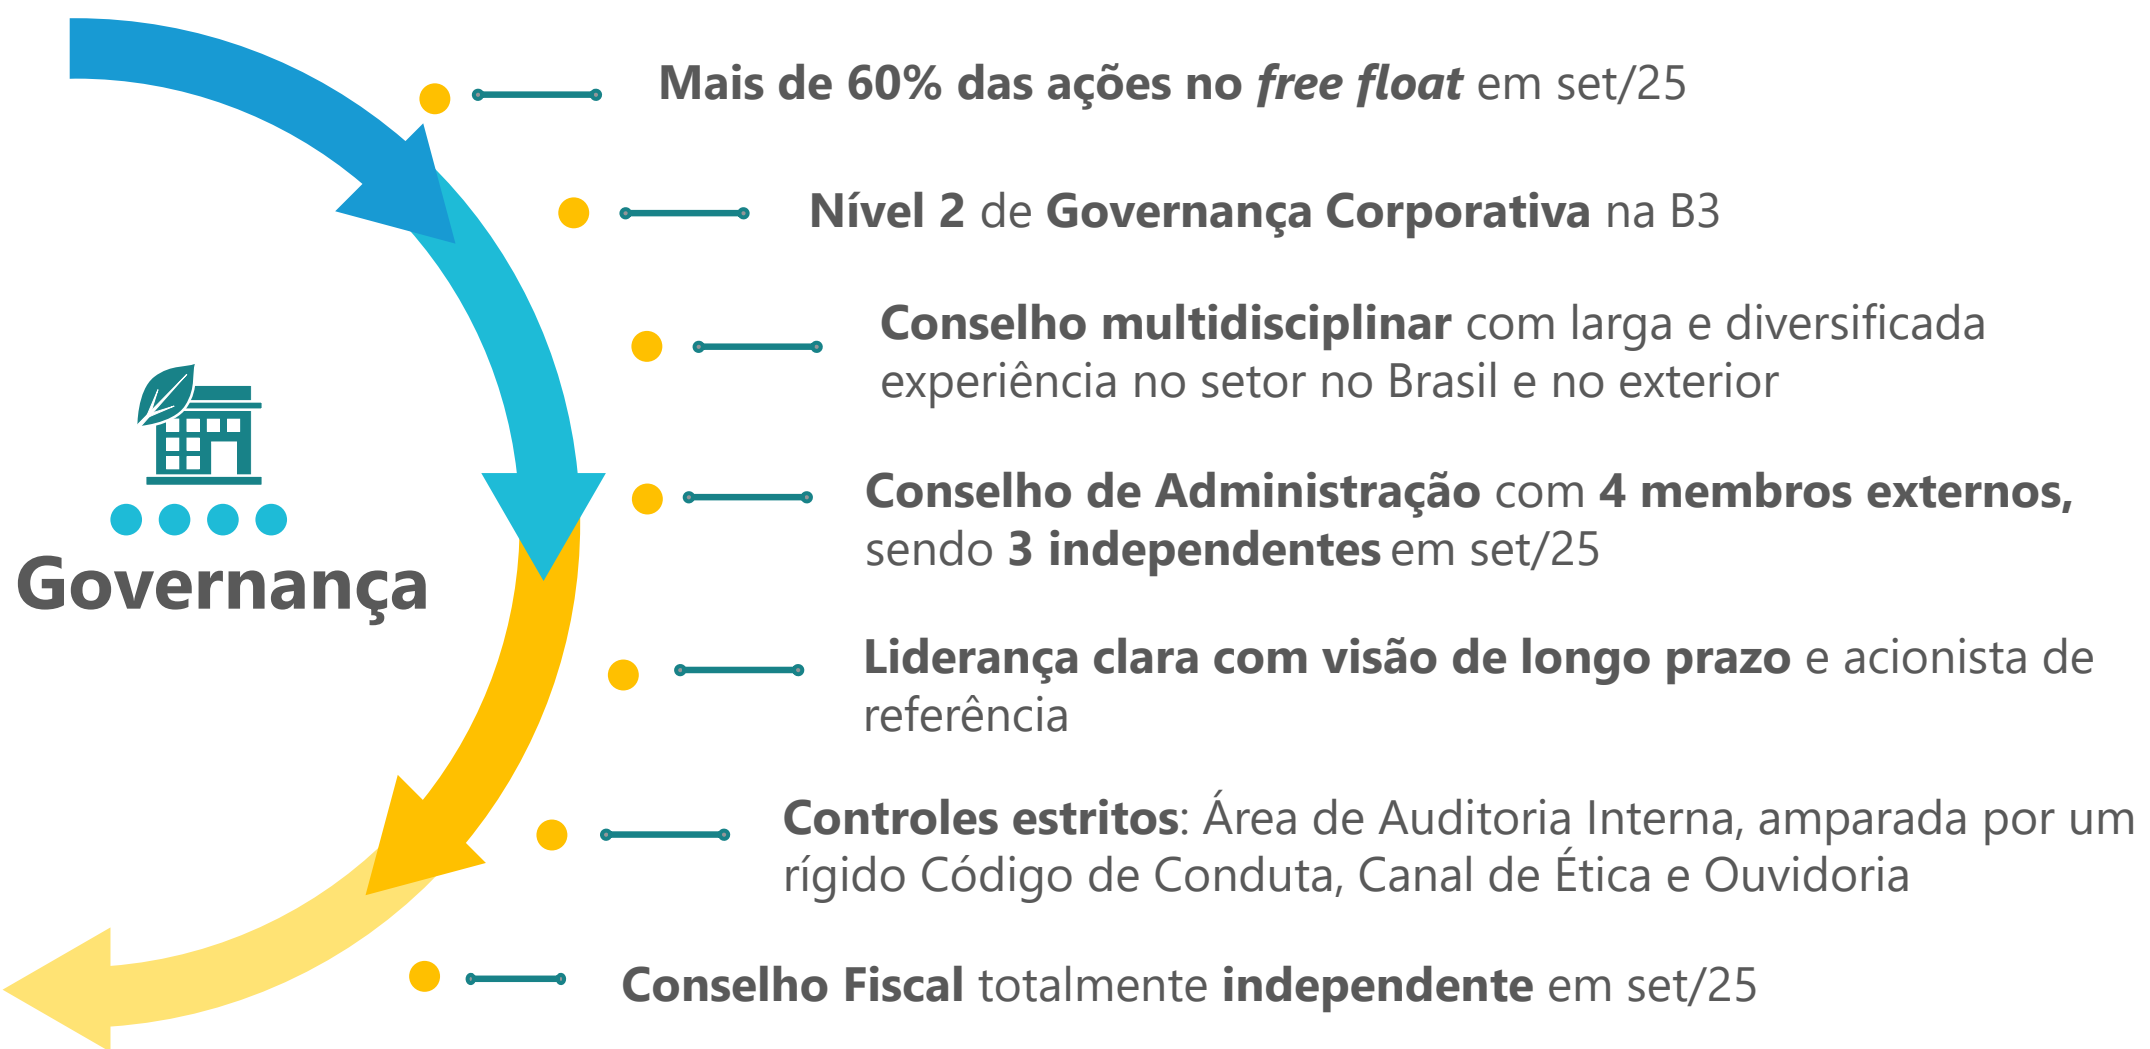 Mais de 60% das ações no free float em set/25
Nível 2 de Governança Corporativa na B3
Conselho multidisciplinar com larga e diversificada
experiência no setor no Brasil e no exterior
Conselho de Administração com 4 membros externos,
sendo 3 independentes em set/25
Governança
Liderança clara com visão de longo prazo e acionista de
referência
Controles estritos: Área de Auditoria Interna, amparada por um
rígido Código de Conduta, Canal de Ética e Ouvidoria
Conselho Fiscal totalmente independente em set/25